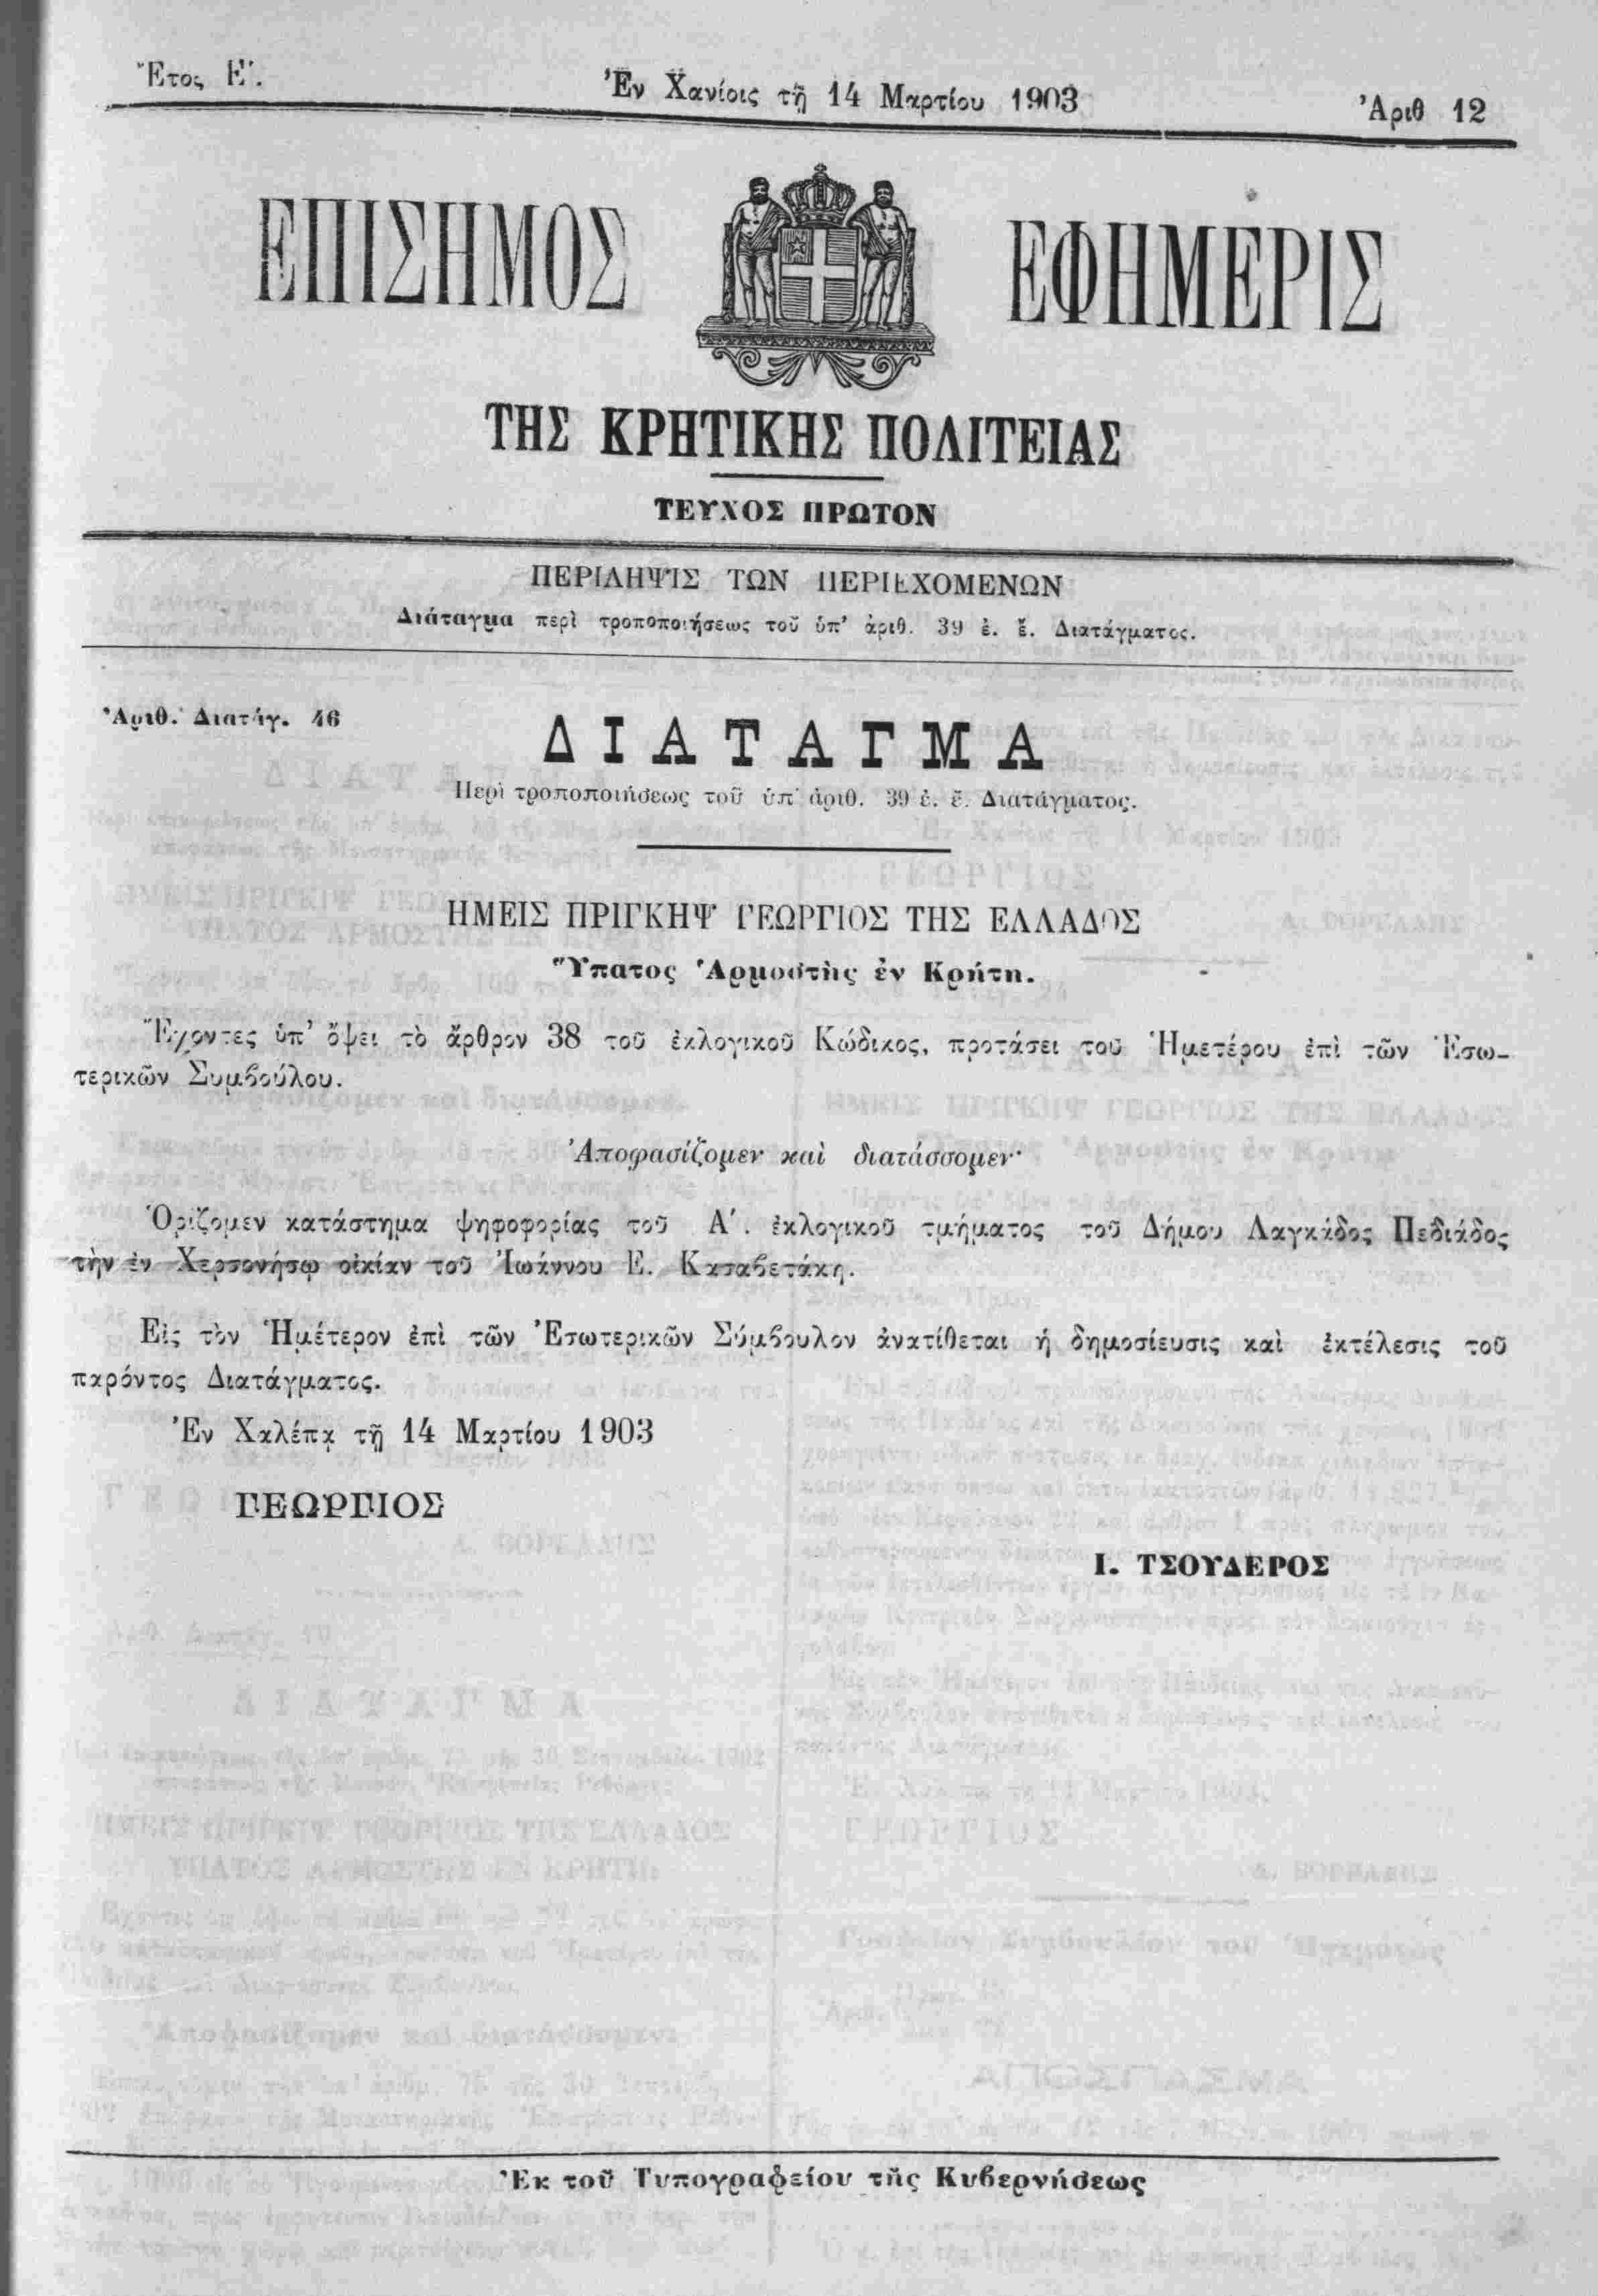 Ἔτος Ε'.
Ἐν Χανίοις τῇ 14 Μαρτίου 1903
Ἀριθ 12
ΕΠΙΣΗΜΟΣ ΕΦΗΜΕΡΙΣ
ΤΗΣ ΚΡΗΤΙΚΗΣ ΠΟΛΙΤΕΙΑΣ
ΤΕΥΧΟΣ ΠΡΩΤΟΝ
ΠΕΡΙΛΗΨΙΣ ΤΩΝ ΠΕΡΙΕΧΟΜΕΝΩΝ
Διάταγμα περὶ τροποποιήσεως τοῦ ὑπ' ἀριθ. 39 ἐ. ἔ. Διατάγματος.
Ἀριθ. Διατάγ. 46
ΔΙΑΤΑΓΜΑ
Περὶ τροποποιήσεως τοῦ ὑπ' ἀριθ. 39 ἐ. ἔ. Διατάγματος.
ΗΜΕΙΣ ΠΡΙΓΚΗΨ ΓΕΩΡΓΙΟΣ ΤΗΣ ΕΛΛΑΔΟΣ
Ὕπατος Ἁρμοστὴς ἐν Κρήτῃ.
Ἔχοντες ὑπ' ὄψει τὸ ἄρθρον 38 τοῦ ἐκλογικοῦ Κώδικος, προτάσει τοῦ Ἡμετέρου ἐπὶ τῶν Ἐσω-
τερικῶν Συμβούλου.
Ἀποφασίζομεν καὶ διατάσσομεν·
Ὁρίζομεν κατάστημα ψηφοφορίας τοῦ Α'. ἐκλογικοῦ τμήματος τοῦ Δήμου Λαγκάδος Πεδιάδος
τὴν ἐν Χερσονήσῳ οἰκίαν τοῦ Ἰωάννου Ε. Κασαβετάκη.
Εἰς τὸν Ἡμέτερον ἐπὶ τῶν Ἐσωτερικῶν Σύμβουλον ἀνατίθεται ἡ δημοσίευσις καὶ ἐκτέλεσις τοῦ
παρόντος Διατάγματος.
Ἐν Χαλέπᾳ τῇ 14 Μαρτίου 1903
ΓΕΩΡΓΙΟΣ
Ι. ΤΣΟΥΔΕΡΟΣ
Ἐκ τοῦ Τυπογραφείου τῆς Κυβερνήσεως